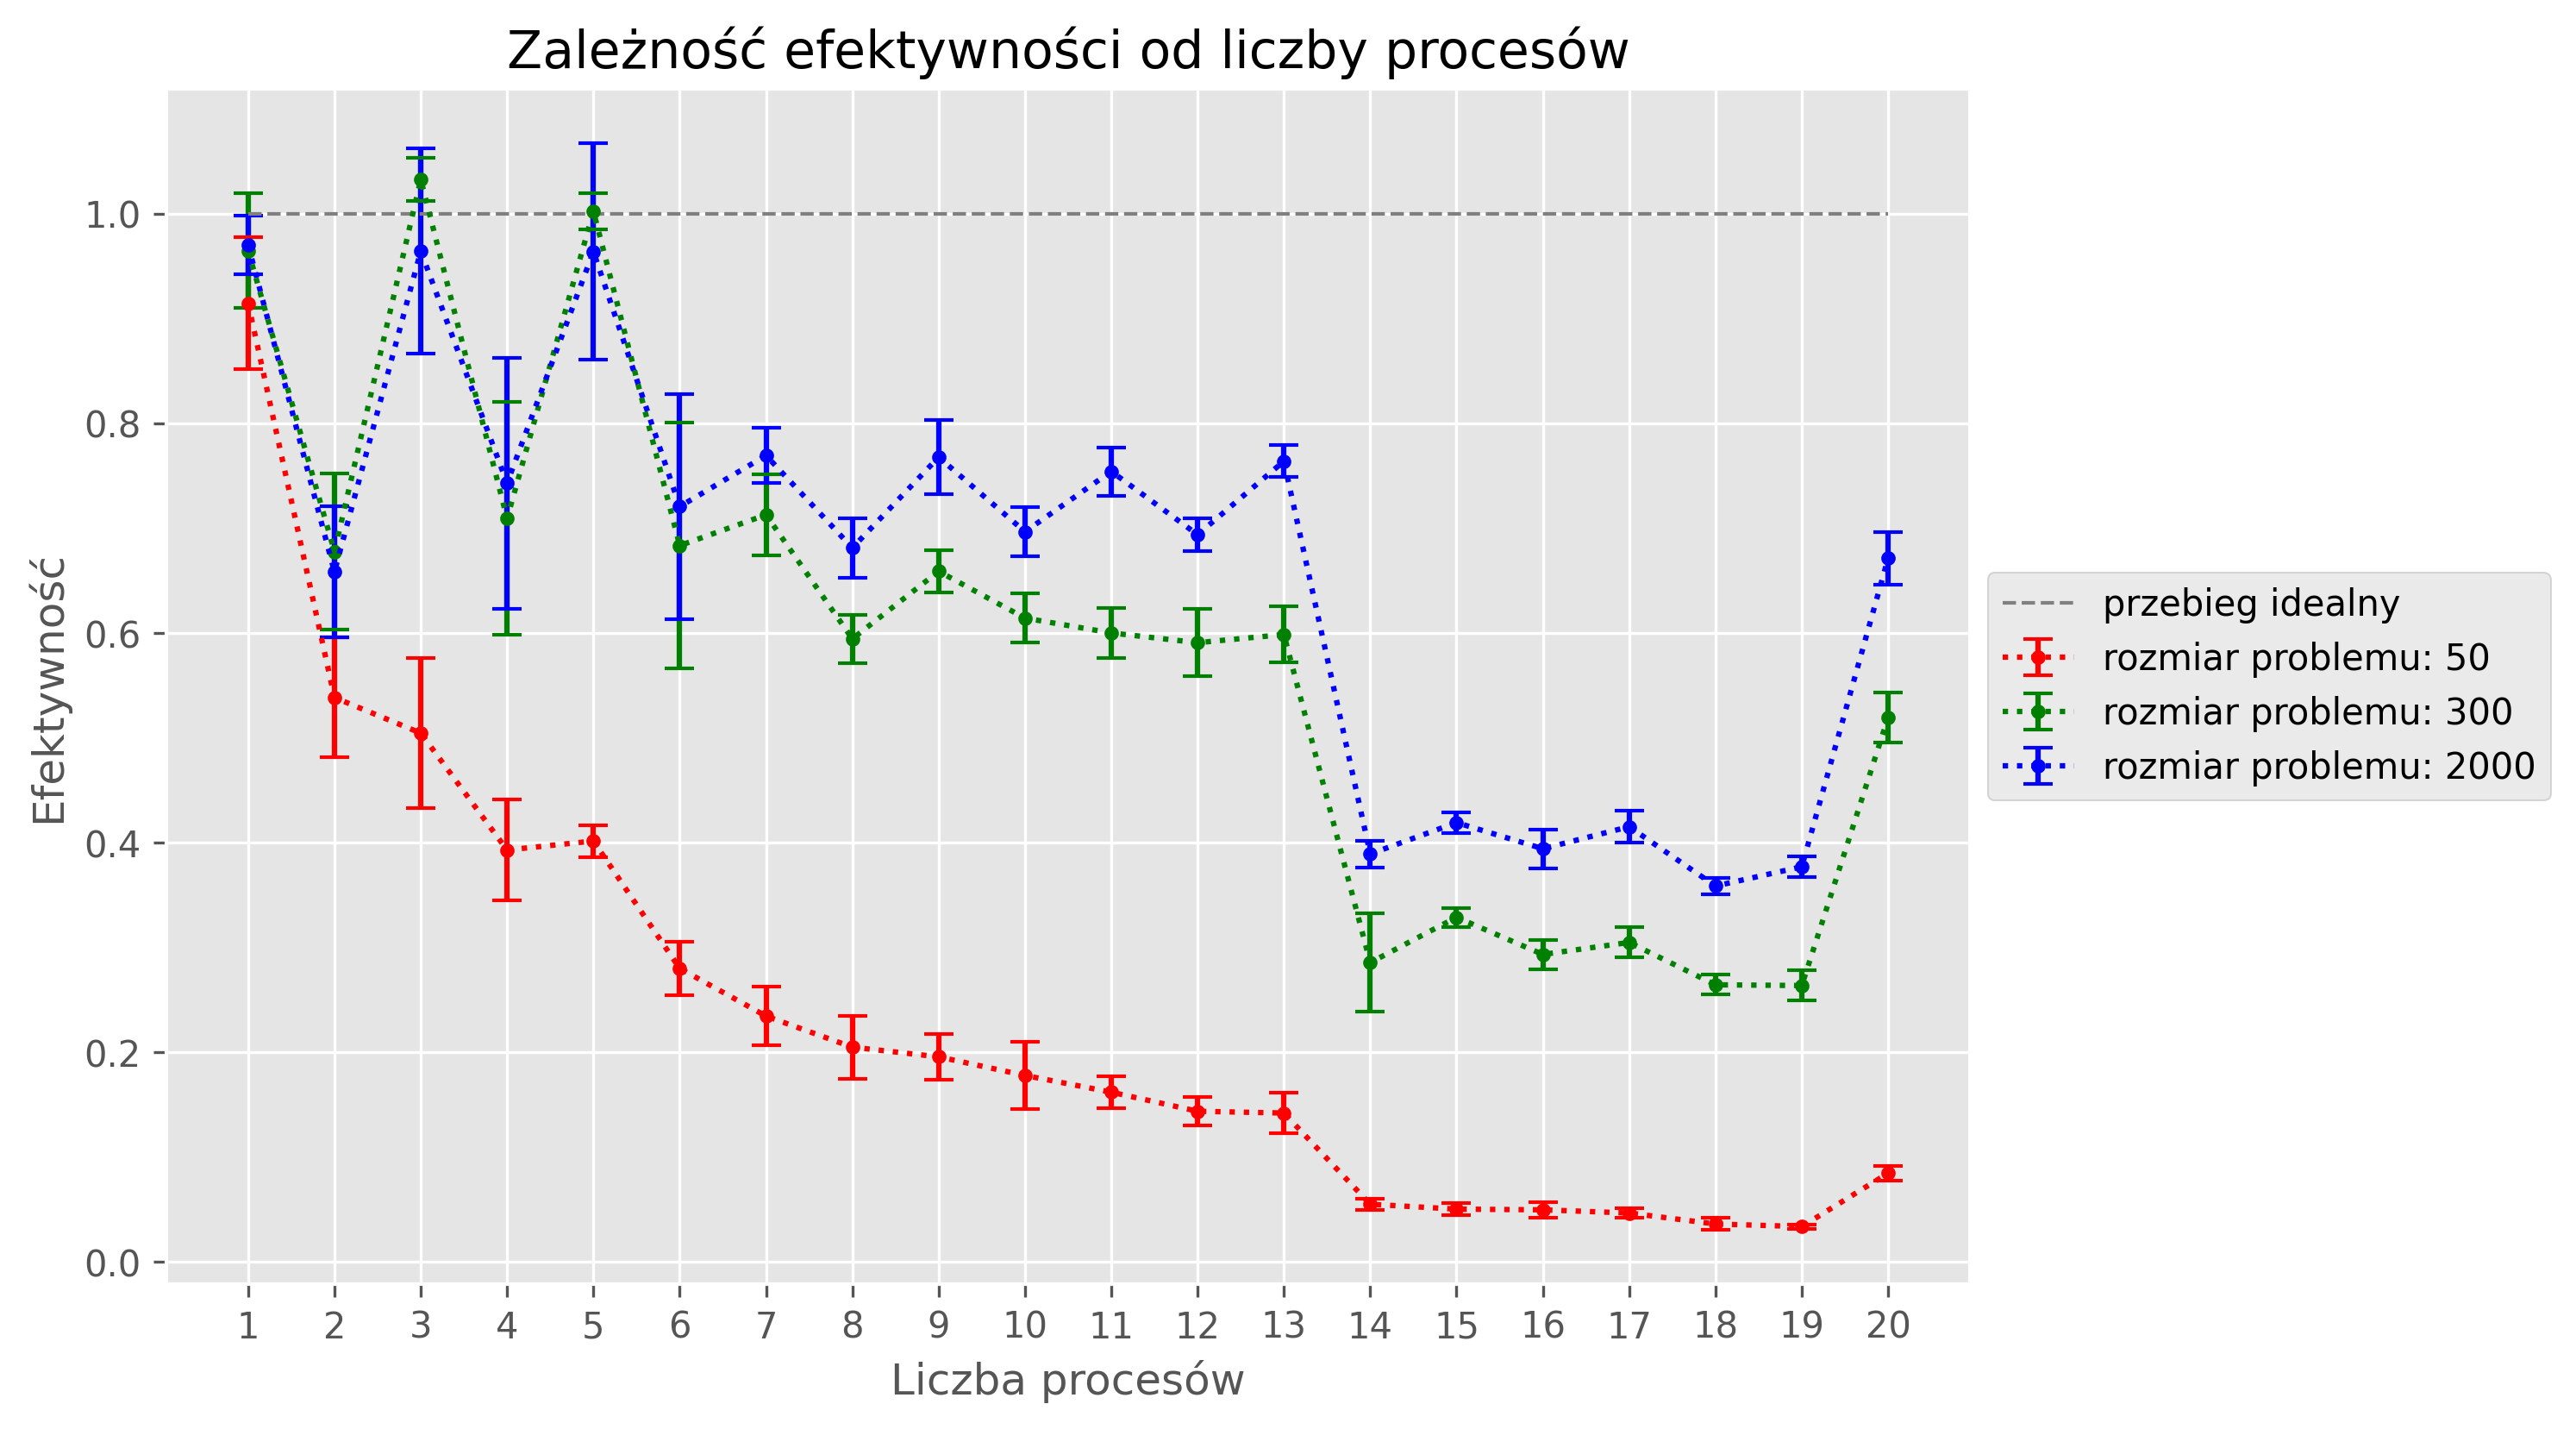 Zależność efektywności od liczby procesów
Efektywność
1.0
0.8
0.6
0.4
0.2
0.0
1 2 3 4 5 6 7 8 9 10 11 12 13 14 15 16 17 18 19 20
Liczba procesów
przebieg idealny
rozmiar problemu: 50
rozmiar problemu: 300
rozmiar problemu: 2000